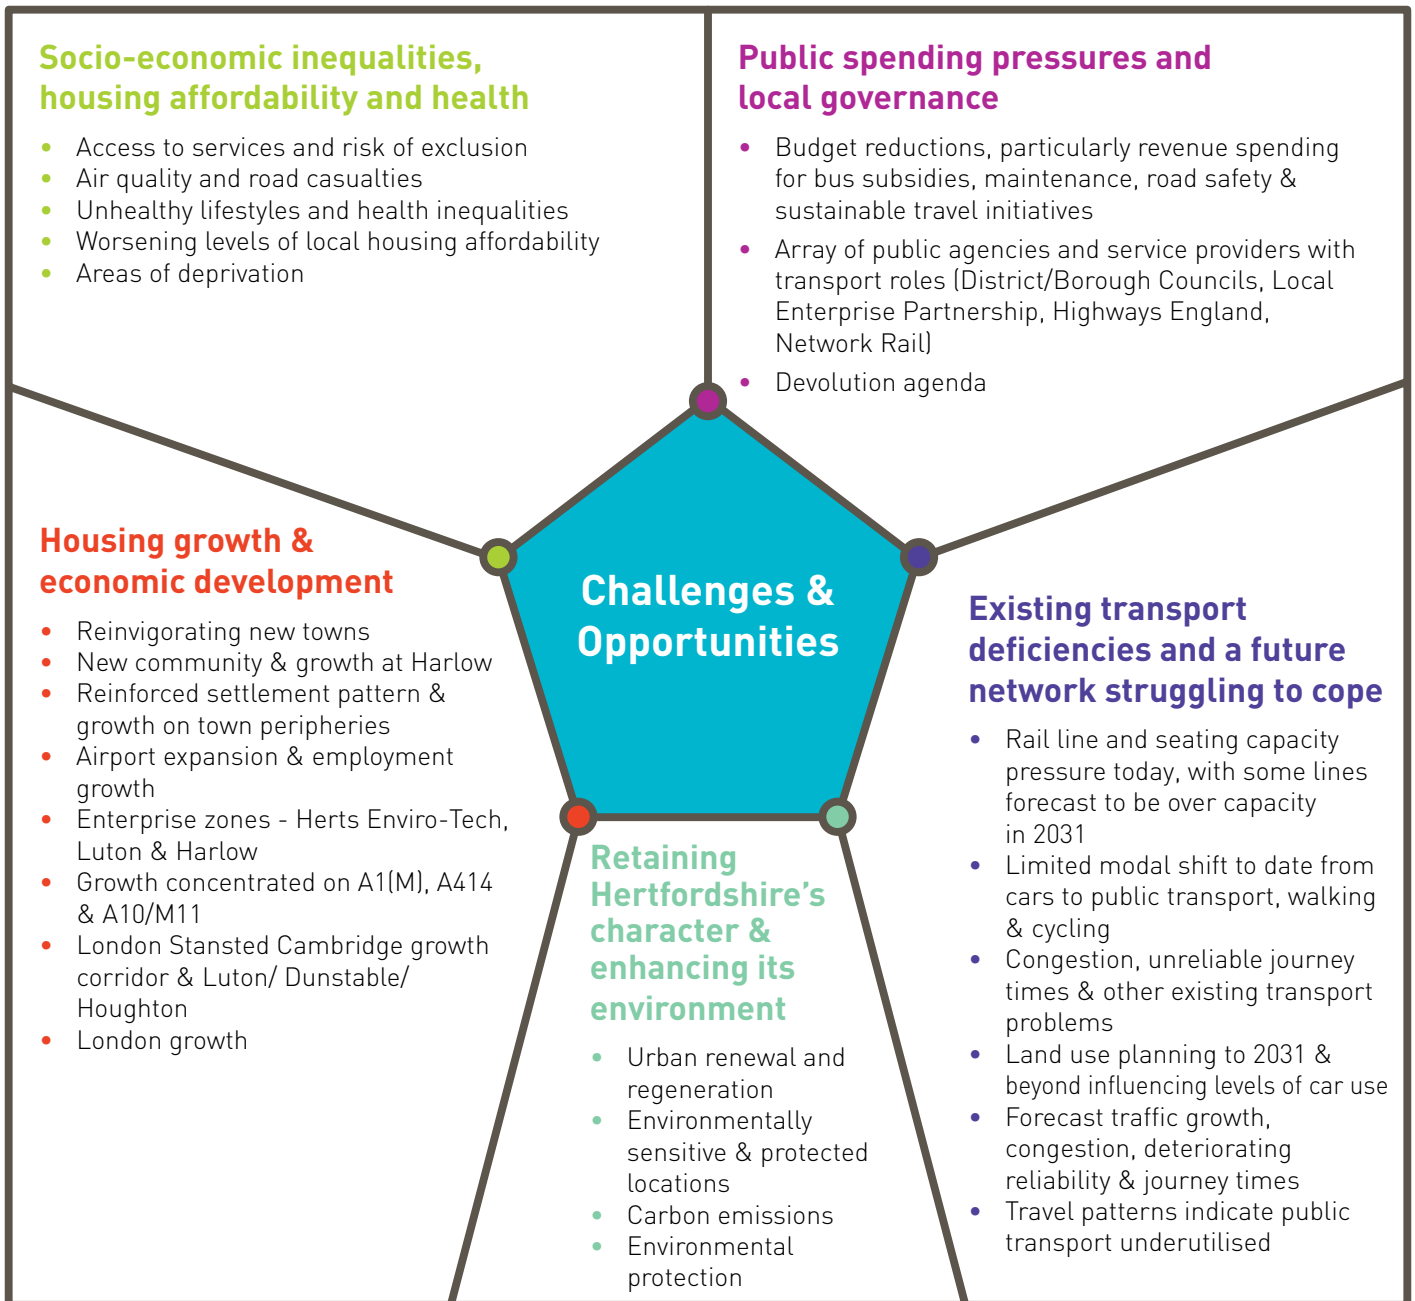 Socio-economic inequalities,
housing affordability and health
• Access to services and risk of exclusion
• Air quality and road casualties
• Unhealthy lifestyles and health inequalities
• Worsening levels of local housing affordability
• Areas of deprivation
Public spending pressures and
local governance
• Budget reductions, particularly revenue spending
for bus subsidies, maintenance, road safety &
sustainable travel initiatives
• Array of public agencies and service providers with
transport roles (District/Borough Councils, Local
Enterprise Partnership, Highways England,
Network Rail)
• Devolution agenda
Challenges &
Opportunities
Housing growth &
economic development
• Reinvigorating new towns
• New community & growth at Harlow
• Reinforced settlement pattern &
growth on town peripheries
• Airport expansion & employment
growth
• Enterprise zones - Herts Enviro-Tech,
Luton & Harlow
• Growth concentrated on A1(M), A414
& A10/M11
• London Stansted Cambridge growth
corridor & Luton/ Dunstable/
Houghton
• London growth
Retaining
Hertfordshire’s
character &
enhancing its
environment
• Urban renewal and
regeneration
• Environmentally
sensitive & protected
locations
• Carbon emissions
• Environmental
protection
Existing transport
deficiencies and a future
network struggling to cope
• Rail line and seating capacity
pressure today, with some lines
forecast to be over capacity
in 2031
• Limited modal shift to date from
cars to public transport, walking
& cycling
• Congestion, unreliable journey
times & other existing transport
problems
• Land use planning to 2031 &
beyond influencing levels of car use
• Forecast traffic growth,
congestion, deteriorating
reliability & journey times
• Travel patterns indicate public
transport underutilised